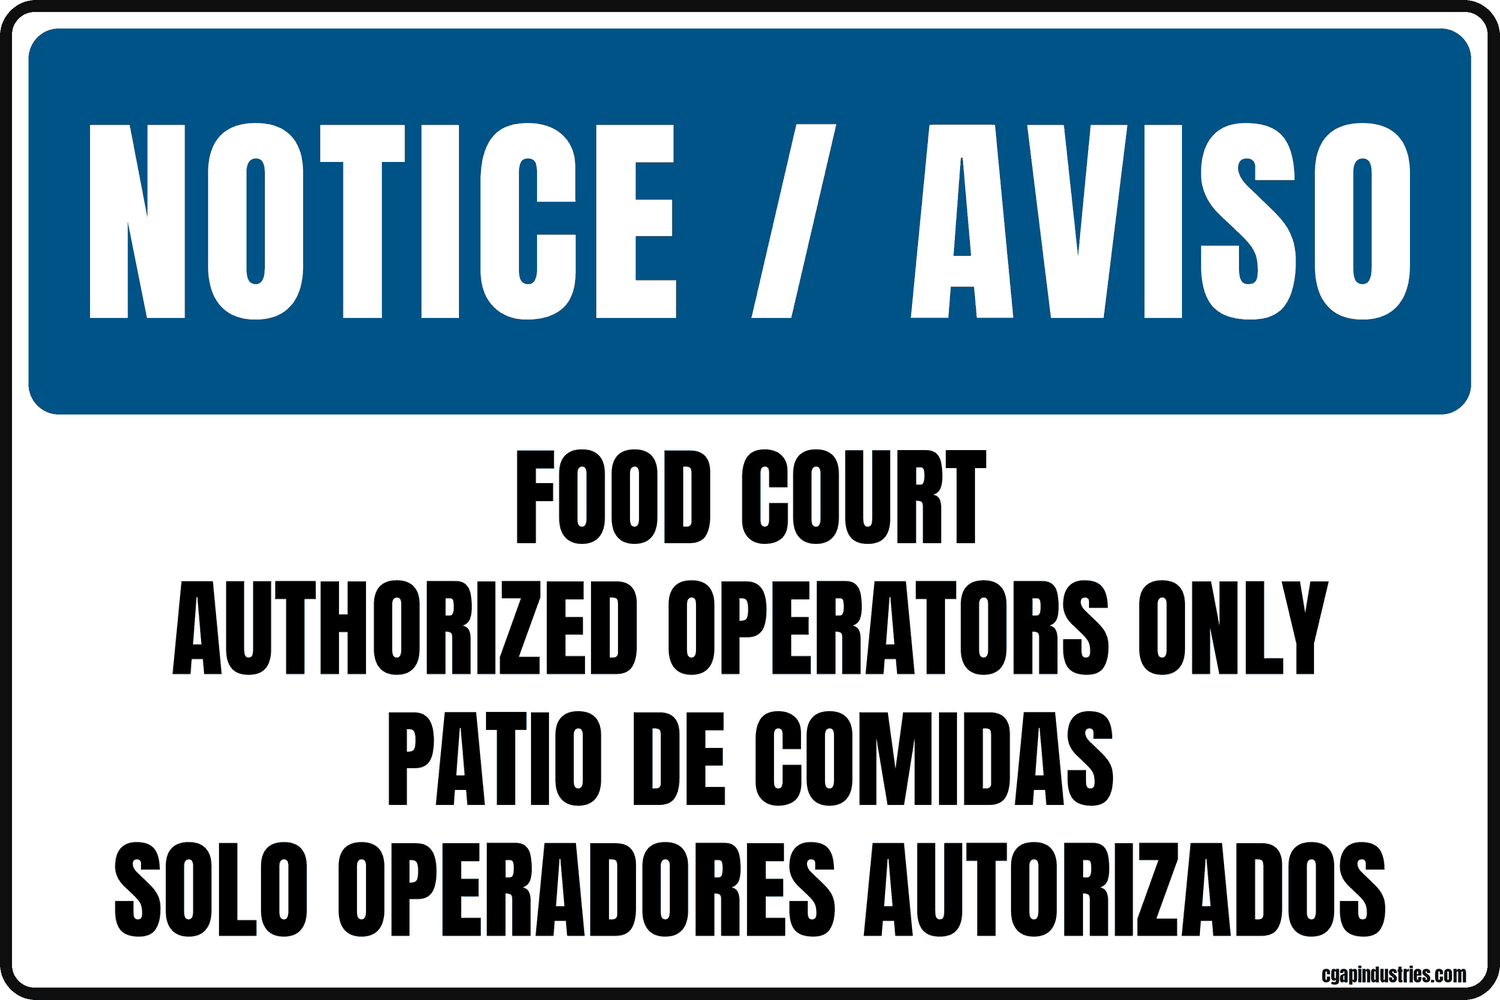 NOTICE / AVISO
FOOD COURT
AUTHORIZED OPERATORS ONLY
PATIO DE COMIDAS
SOLO OPERADORES AUTORIZADOS
cgapindustries.com